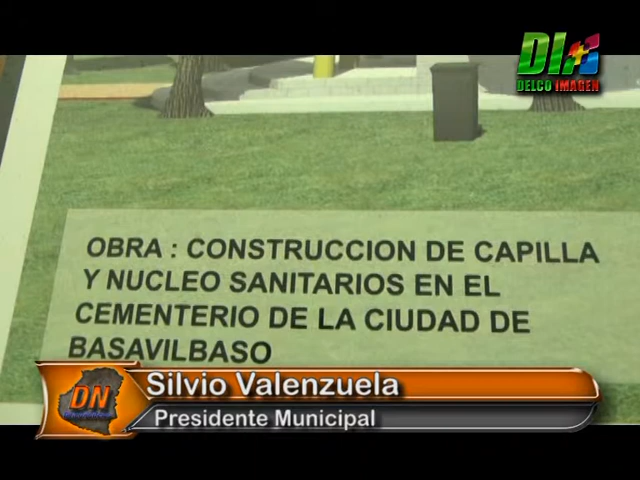 DI+
DELCO IMAGEN
OBRA : CONSTRUCCION DE CAPILLA
Y NUCLEO SANITARIOS EN EL
CEMENTERIO DE LA CIUDAD DE
BASAVILBASO
DN
Silvio Valenzuela
Presidente Municipal